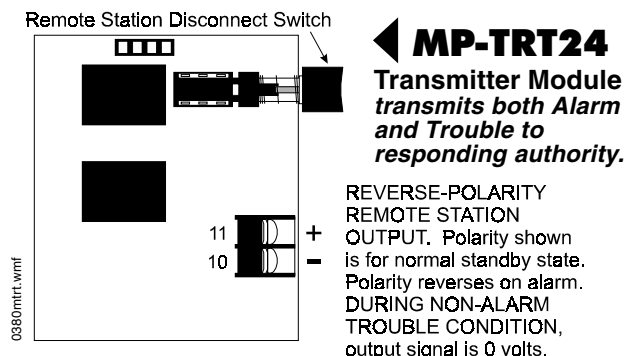 Remote Station Disconnect Switch
MP-TRT24
Transmitter Module
transmits both Alarm
and Trouble to
responding authority.
REVERSE-POLARITY
REMOTE STATION
OUTPUT. Polarity shown
is for normal standby state.
Polarity reverses on alarm.
DURING NON-ALARM
TROUBLE CONDITION,
output signal is 0 volts.
11 +
10 -
0380mtrt.wmf